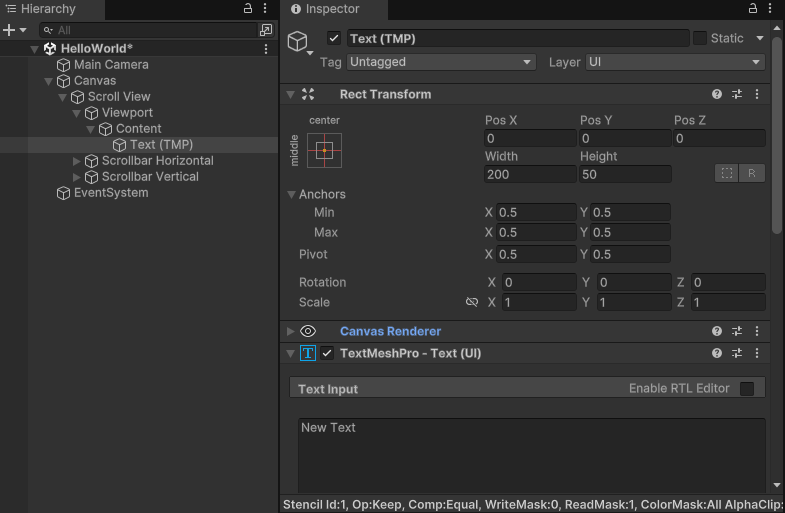 Hierarchy
All
HelloWorld*
Main Camera
Canvas
Scroll View
Viewport
Content
Text (TMP)
Scrollbar Horizontal
Scrollbar Vertical
EventSystem
Inspector
Text (TMP) Static
Tag Untagged Layer UI
Rect Transform
center
middle
Pos X Pos Y Pos Z
0 0 0
Width Height
200 50
R
Anchors
Min X 0.5 Y 0.5
Max X 0.5 Y 0.5
Pivot X 0.5 Y 0.5
Rotation X 0 Y 0 Z 0
Scale X 1 Y 1 Z 1
Canvas Renderer
TextMeshPro - Text (UI)
Text Input Enable RTL Editor
New Text
Stencil Id:1, Op:Keep, Comp:Equal, WriteMask:0, ReadMask:1, ColorMask:All AlphaClip: